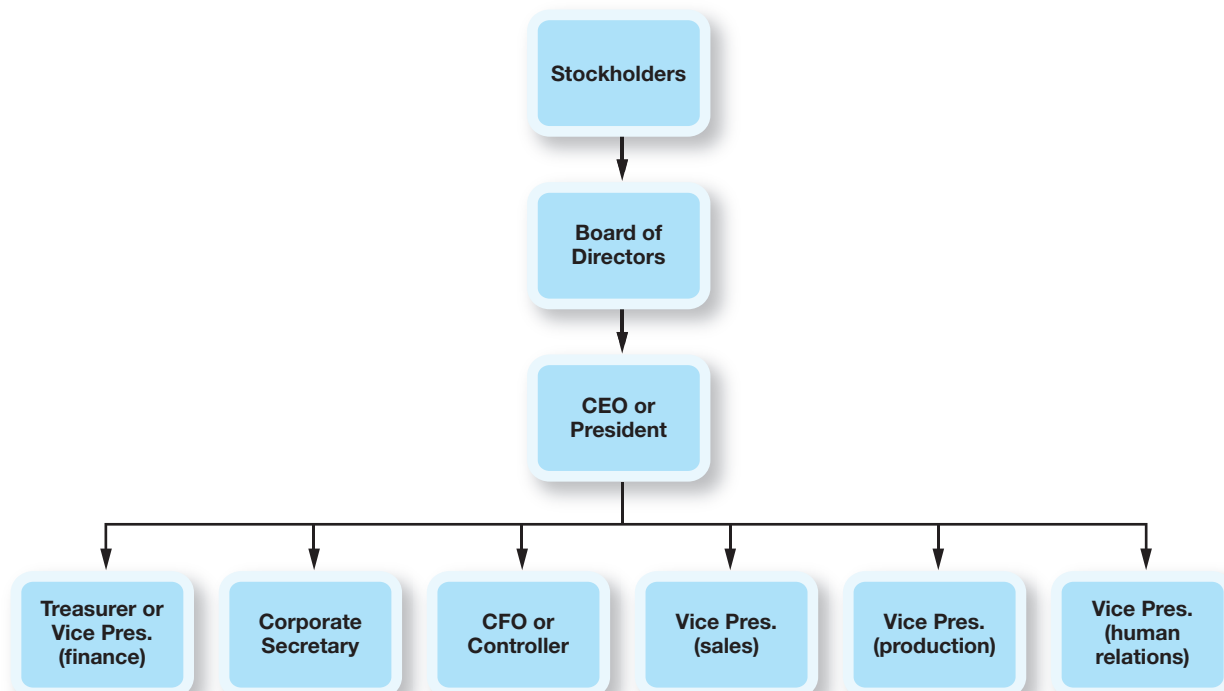 Stockholders
Board of
Directors
CEO or
President
Treasurer or
Vice Pres.
(finance)
Corporate
Secretary
CFO or
Controller
Vice Pres.
(sales)
Vice Pres.
(production)
Vice Pres.
(human
relations)